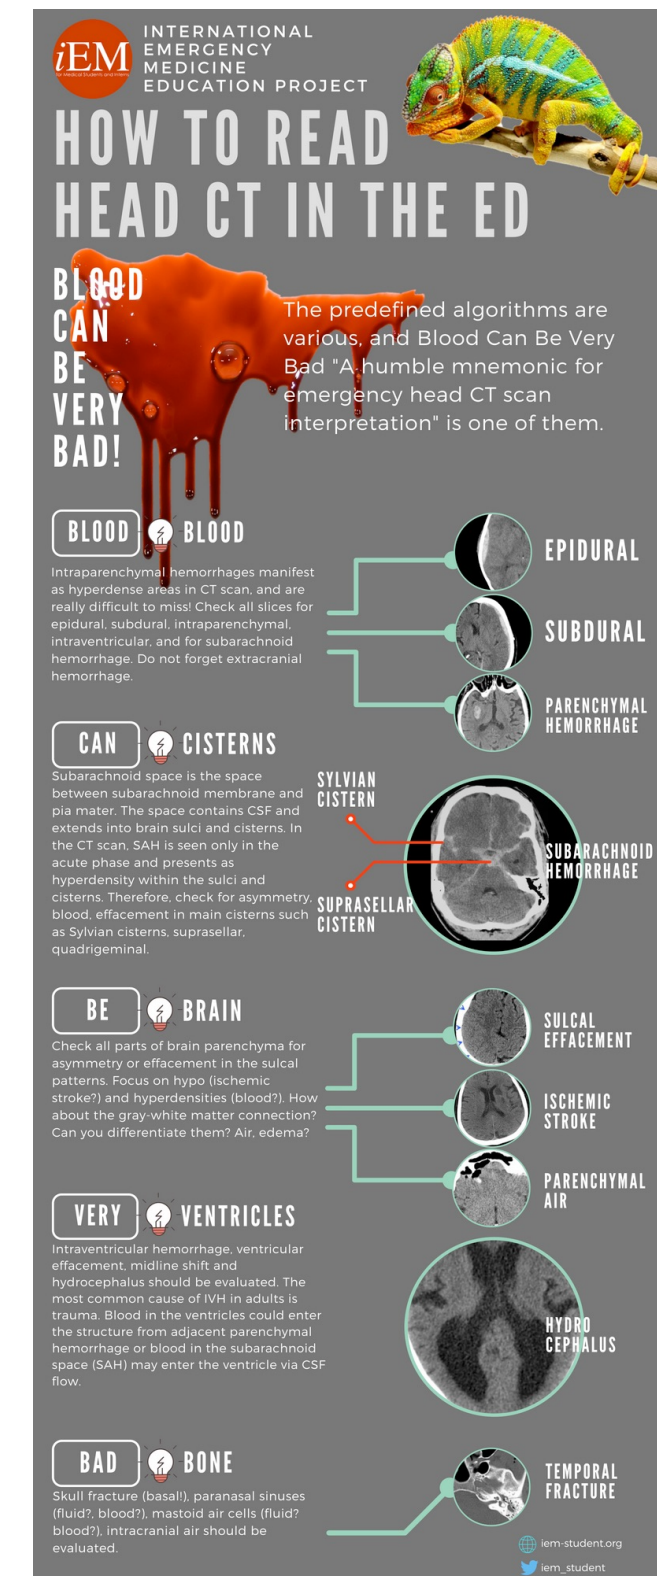 iEM
for Medical Students and Interns
INTERNATIONAL
EMERGENCY
MEDICINE
EDUCATION PROJECT
HOW TO READ
HEAD CT IN THE ED
BLOOD
CAN
BE
VERY
BAD!
The predefined algorithms are
various, and Blood Can Be Very
Bad "A humble mnemonic for
emergency head CT scan
interpretation" is one of them.
BLOOD
BLOOD
Intraparenchymal hemorrhages manifest
as hyperdense areas in CT scan, and are
really difficult to miss! Check all slices for
epidural, subdural, intraparenchymal,
intraventricular, and for subarachnoid
hemorrhage. Do not forget extracranial
hemorrhage.
EPIDURAL
SUBDURAL
PARENCHYMAL
HEMORRHAGE
CAN
CISTERNS
Subarachnoid space is the space
between subarachnoid membrane and
pia mater. The space contains CSF and
extends into brain sulci and cisterns. In
the CT scan, SAH is seen only in the
acute phase and presents as
hyperdensity within the sulci and
cisterns. Therefore, check for asymmetry,
blood, effacement in main cisterns such
as Sylvian cisterns, suprasellar,
quadrigeminal.
SYLVIAN
CISTERN
SUPRASELLAR
CISTERN
SUBARACHNOID
HEMORRHAGE
BE
BRAIN
Check all parts of brain parenchyma for
asymmetry or effacement in the sulcal
patterns. Focus on hypo (ischemic
stroke?) and hyperdensities (blood?). How
about the gray-white matter connection?
Can you differentiate them? Air, edema?
SULCAL
EFFACEMENT
ISCHEMIC
STROKE
PARENCHYMAL
AIR
VERY
VENTRICLES
Intraventricular hemorrhage, ventricular
effacement, midline shift and
hydrocephalus should be evaluated. The
most common cause of IVH in adults is
trauma. Blood in the ventricles could enter
the structure from adjacent parenchymal
hemorrhage or blood in the subarachnoid
space (SAH) may enter the ventricle via CSF
flow.
HYDRO
CEPHALUS
BAD
BONE
Skull fracture (basal!), paranasal sinuses
(fluid?, blood?), mastoid air cells (fluid?
blood?), intracranial air should be
evaluated.
TEMPORAL
FRACTURE
iem-student.org
iem_student